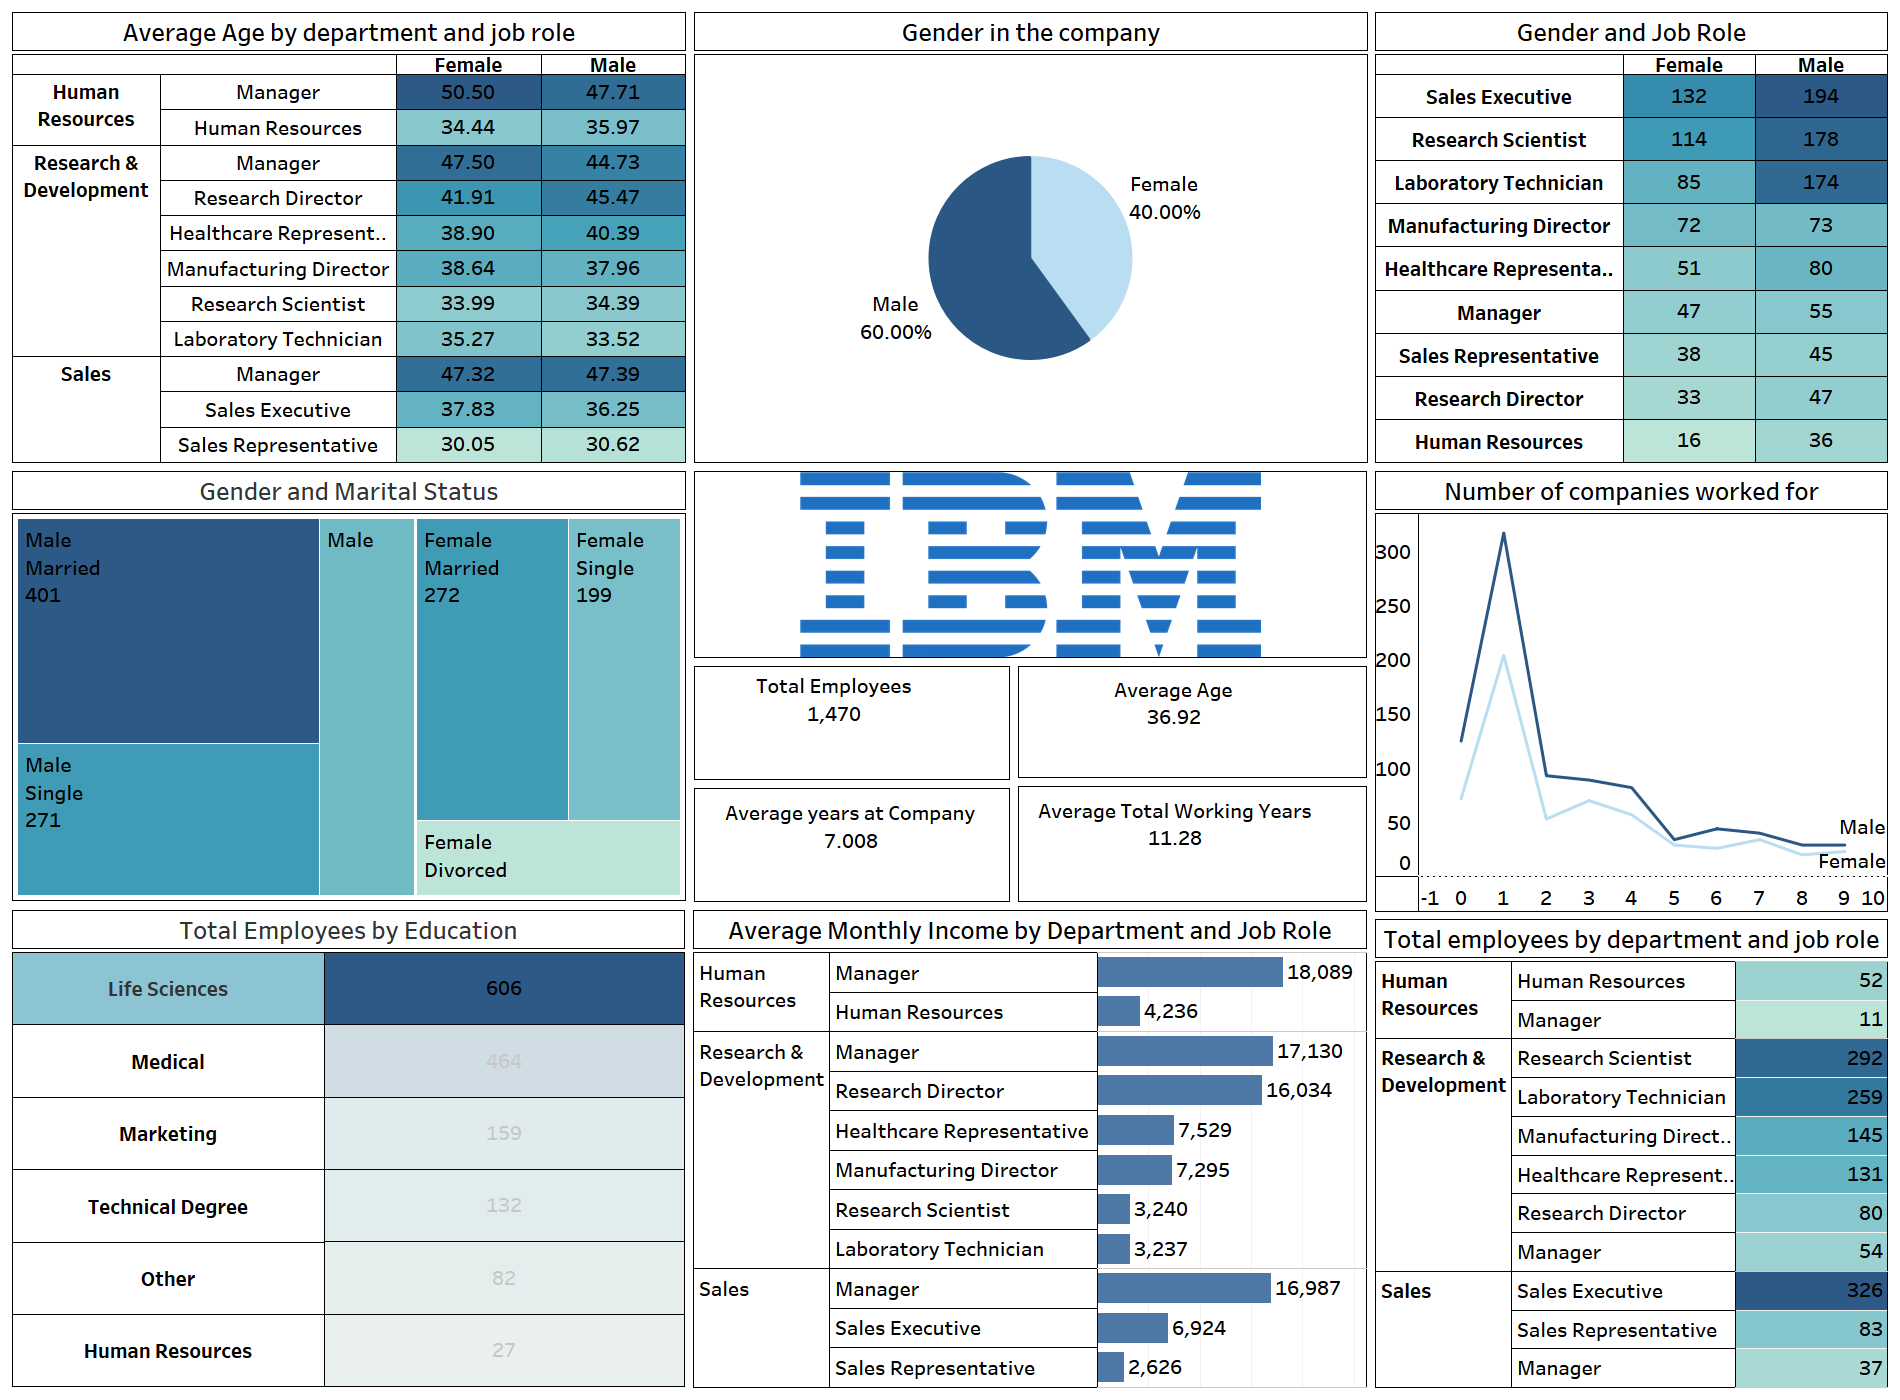 Average Age by department and job role
Female Male
Human Resources
Manager 50.50 47.71
Human Resources 34.44 35.97
Research & Development
Manager 47.50 44.73
Research Director 41.91 45.47
Healthcare Represent.. 38.90 40.39
Manufacturing Director 38.64 37.96
Research Scientist 33.99 34.39
Laboratory Technician 35.27 33.52
Sales
Manager 47.32 47.39
Sales Executive 37.83 36.25
Sales Representative 30.05 30.62
Gender in the company
Female
40.00%
Male
60.00%
Gender and Job Role
Female Male
Sales Executive 132 194
Research Scientist 114 178
Laboratory Technician 85 174
Manufacturing Director 72 73
Healthcare Representa.. 51 80
Manager 47 55
Sales Representative 38 45
Research Director 33 47
Human Resources 16 36
Gender and Marital Status
Male
Married
401
Male
Single
271
Male
Female
Married
272
Female
Single
199
Female
Divorced
IBM
Total Employees
1,470
Average Age
36.92
Average years at Company
7.008
Average Total Working Years
11.28
Number of companies worked for
300
250
200
150
100
50
0
Male
Female
-1 0 1 2 3 4 5 6 7 8 9 10
Total Employees by Education
Life Sciences 606
Medical 464
Marketing 159
Technical Degree 132
Other 82
Human Resources 27
Average Monthly Income by Department and Job Role
Human Resources
Manager 18,089
Human Resources 4,236
Research & Development
Manager 17,130
Research Director 16,034
Healthcare Representative 7,529
Manufacturing Director 7,295
Research Scientist 3,240
Laboratory Technician 3,237
Sales
Manager 16,987
Sales Executive 6,924
Sales Representative 2,626
Total employees by department and job role
Human Resources
Human Resources 52
Manager 11
Research & Development
Research Scientist 292
Laboratory Technician 259
Manufacturing Direct.. 145
Healthcare Represent.. 131
Research Director 80
Manager 54
Sales
Sales Executive 326
Sales Representative 83
Manager 37